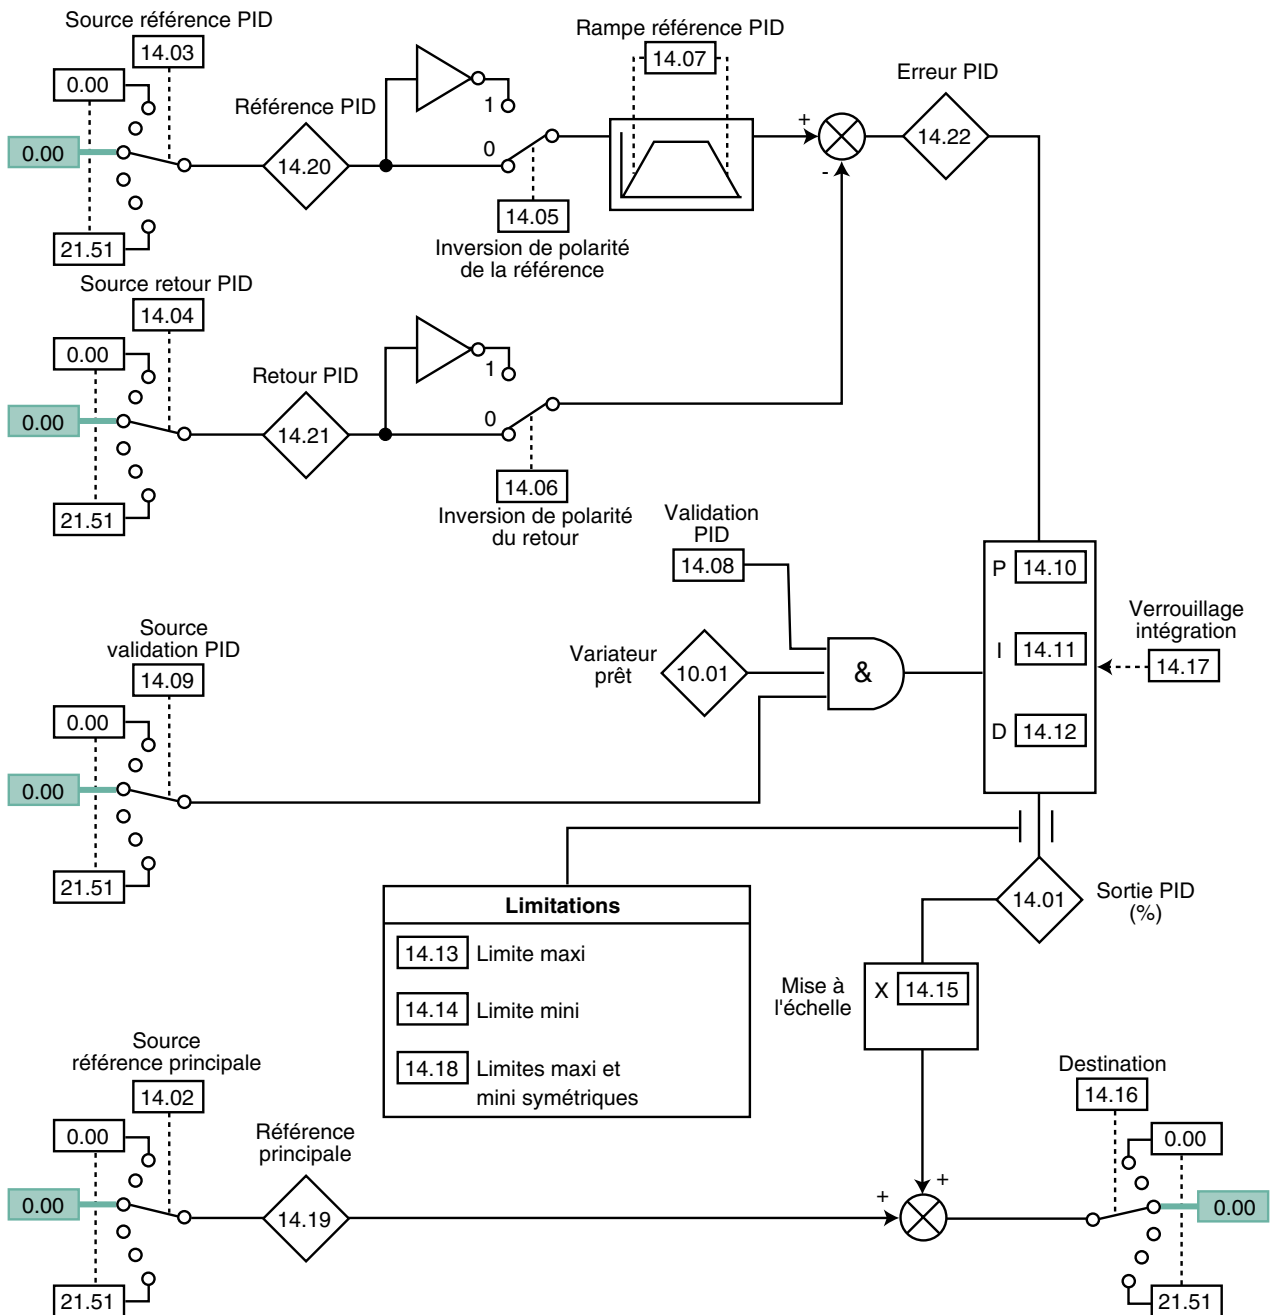 Source référence PID
14.03
0.00
0.00
21.51
Référence PID
14.20
1
0
14.05
Inversion de polarité
de la référence
Rampe référence PID
14.07
+
-
Erreur PID
14.22
Source retour PID
14.04
0.00
0.00
21.51
Retour PID
14.21
1
0
14.06
Inversion de polarité
du retour
Validation
PID
14.08
Variateur
prêt
10.01
&
P 14.10
I 14.11
D 14.12
Verrouillage
intégration
14.17
Source
validation PID
14.09
0.00
0.00
21.51
Limitations
14.13 Limite maxi
14.14 Limite mini
14.18 Limites maxi et
mini symétriques
14.01
Sortie PID
(%)
Mise à
l'échelle
X 14.15
Source
référence principale
14.02
0.00
0.00
21.51
Référence
principale
14.19
+
+
Destination
14.16
0.00
0.00
21.51